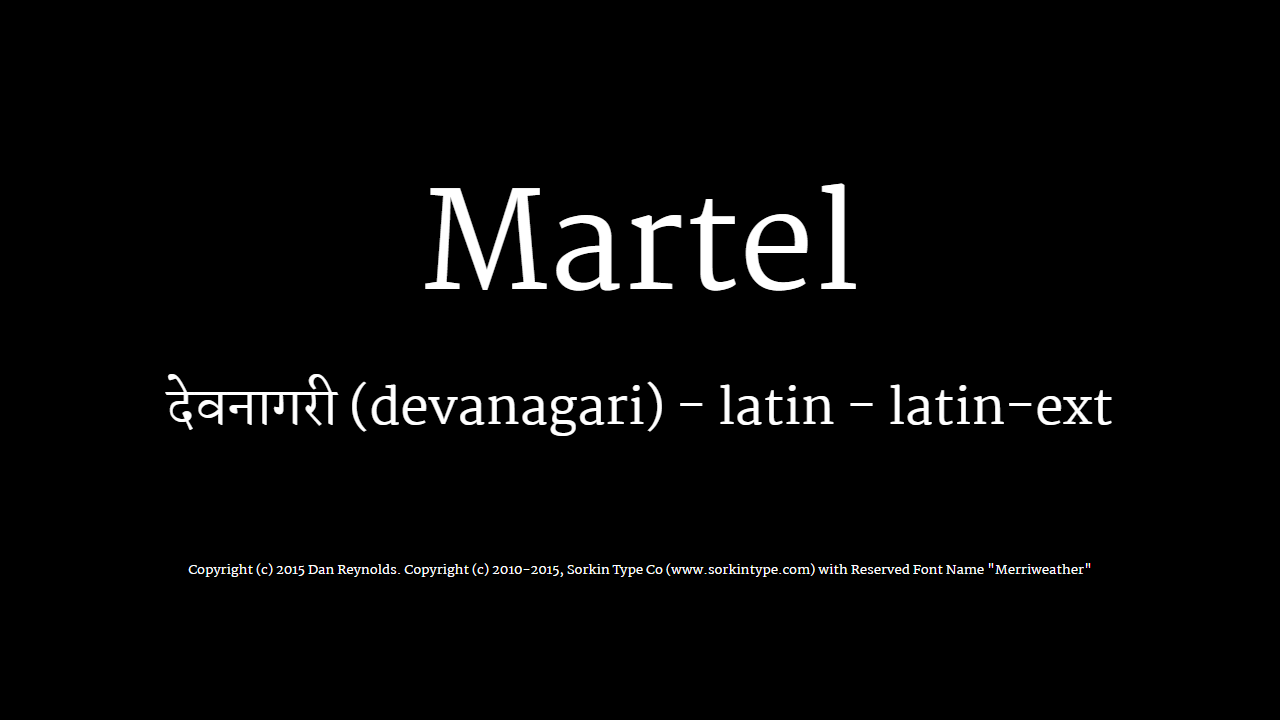 Martel
देवनागरी (devanagari) - latin - latin-ext
Copyright (c) 2015 Dan Reynolds. Copyright (c) 2010-2015, Sorkin Type Co (www.sorkintype.com) with Reserved Font Name "Merriweather"